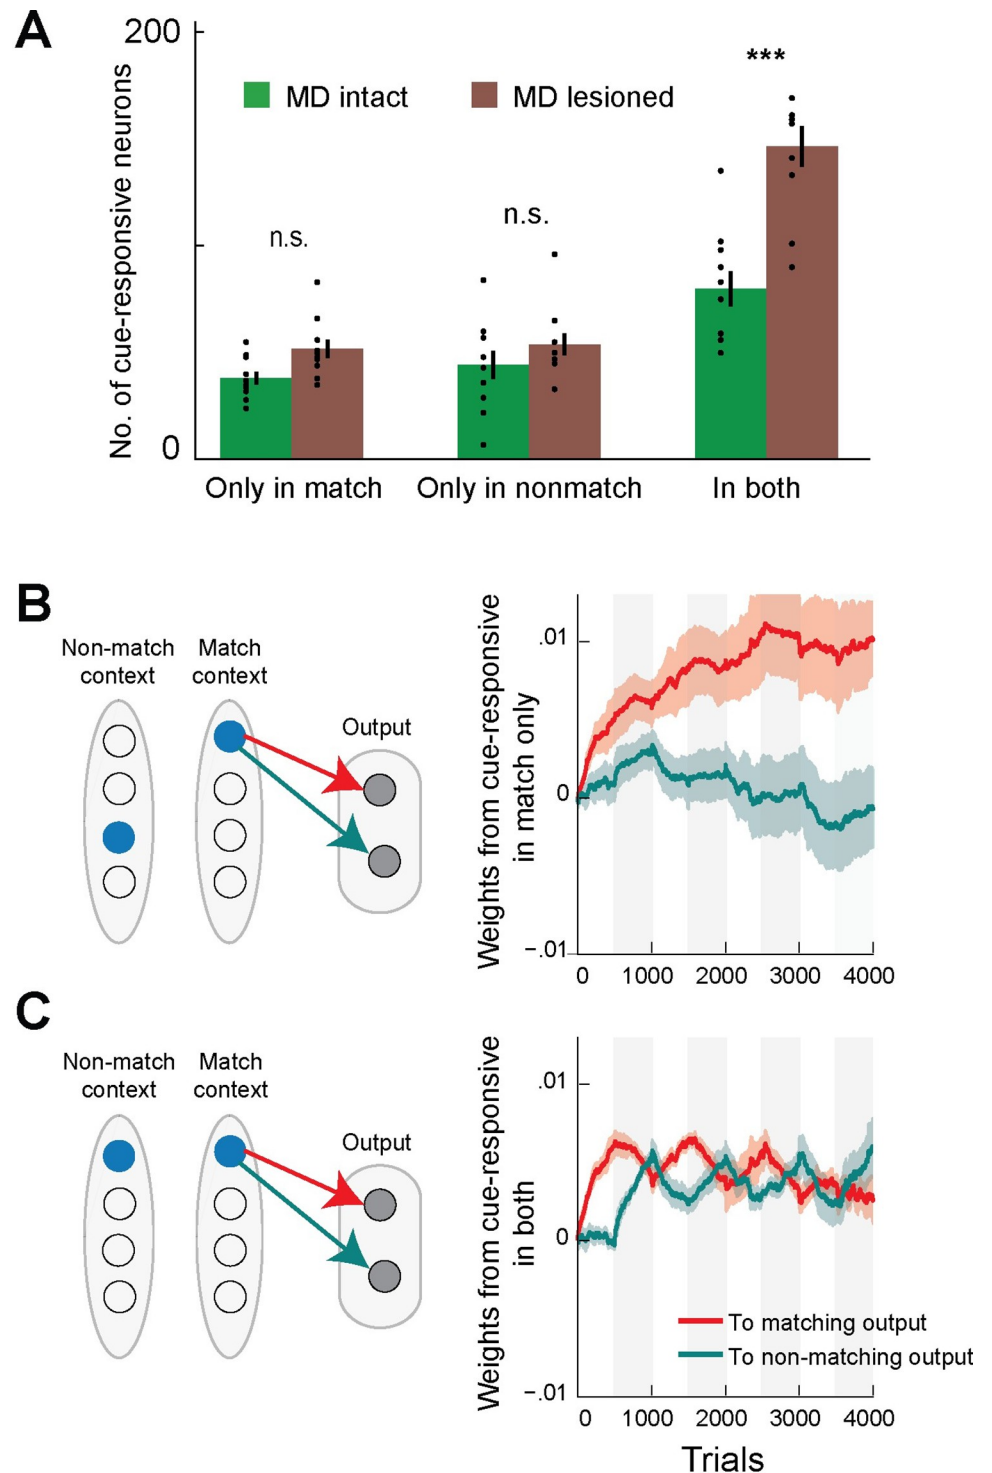 A
200
0
No. of cue-responsive neurons
MD intact
MD lesioned
n.s.
n.s.
***
Only in match
Only in nonmatch
In both
B
Non-match
context
Match
context
Output
Weights from cue-responsive
in match only
.01
0
−.01
0
1000
2000
3000
4000
C
Non-match
context
Match
context
Output
Weights from cue-responsive
in both
.01
0
−.01
To matching output
To non-matching output
0
1000
2000
3000
4000
Trials